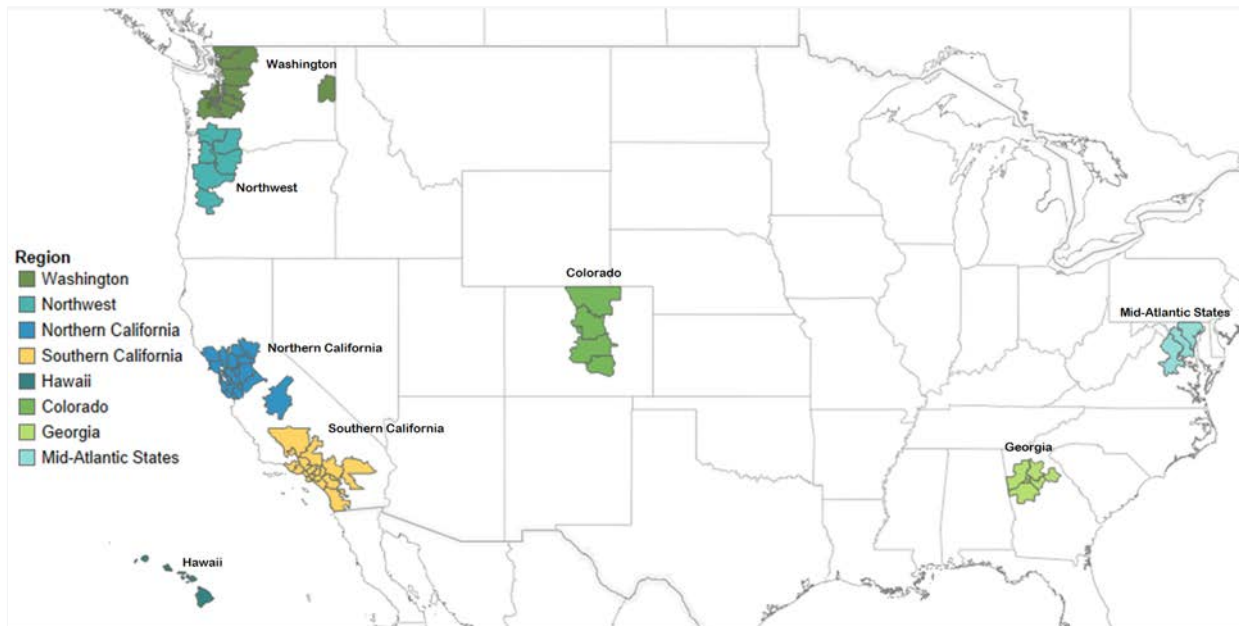 Washington
Northwest
Region
Washington
Northwest
Northern California
Southern California
Hawaii
Colorado
Georgia
Mid-Atlantic States
Colorado
Mid-Atlantic States
Northern California
Southern California
Georgia
Hawaii